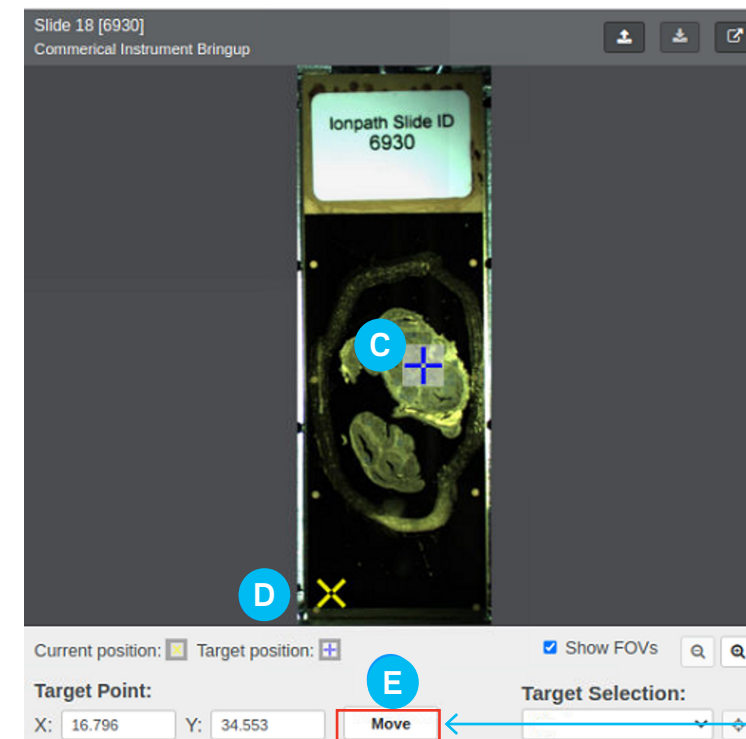 Slide 18 [6930]
Commerical Instrument Bringup
Ionpath Slide ID
6930
C
D
Current position: Target position:
Show FOVs
E
Target Point:
Target Selection:
X: 16.796 Y: 34.553 Move